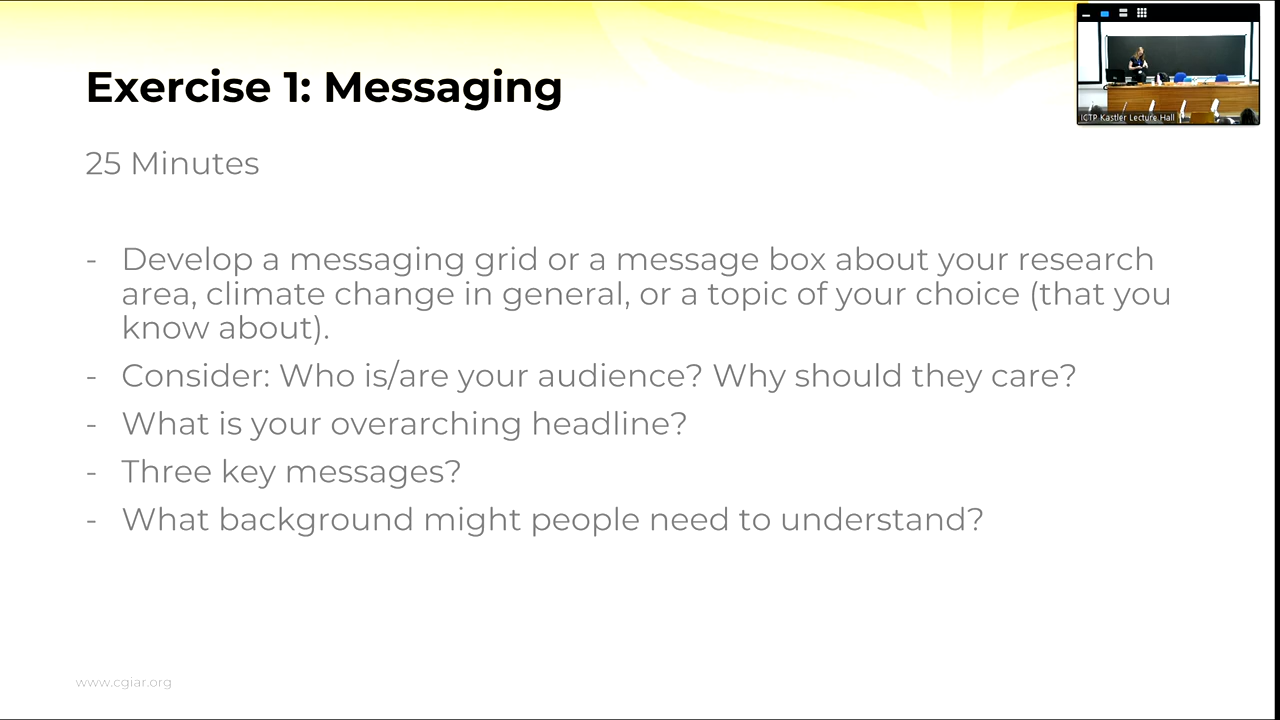 Exercise 1: Messaging
25 Minutes
- Develop a messaging grid or a message box about your research
area, climate change in general, or a topic of your choice (that you
know about).
- Consider: Who is/are your audience? Why should they care?
- What is your overarching headline?
- Three key messages?
- What background might people need to understand?
www.cgiar.org
ICTP Kastler Lecture Hall